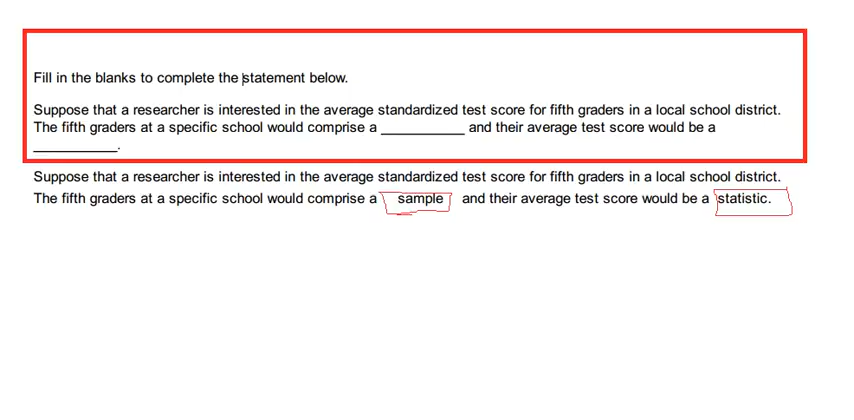 Fill in the blanks to complete the statement below.
Suppose that a researcher is interested in the average standardized test score for fifth graders in a local school district.
The fifth graders at a specific school would comprise a ___________ and their average test score would be a
___________.
Suppose that a researcher is interested in the average standardized test score for fifth graders in a local school district.
The fifth graders at a specific school would comprise a sample and their average test score would be a statistic.